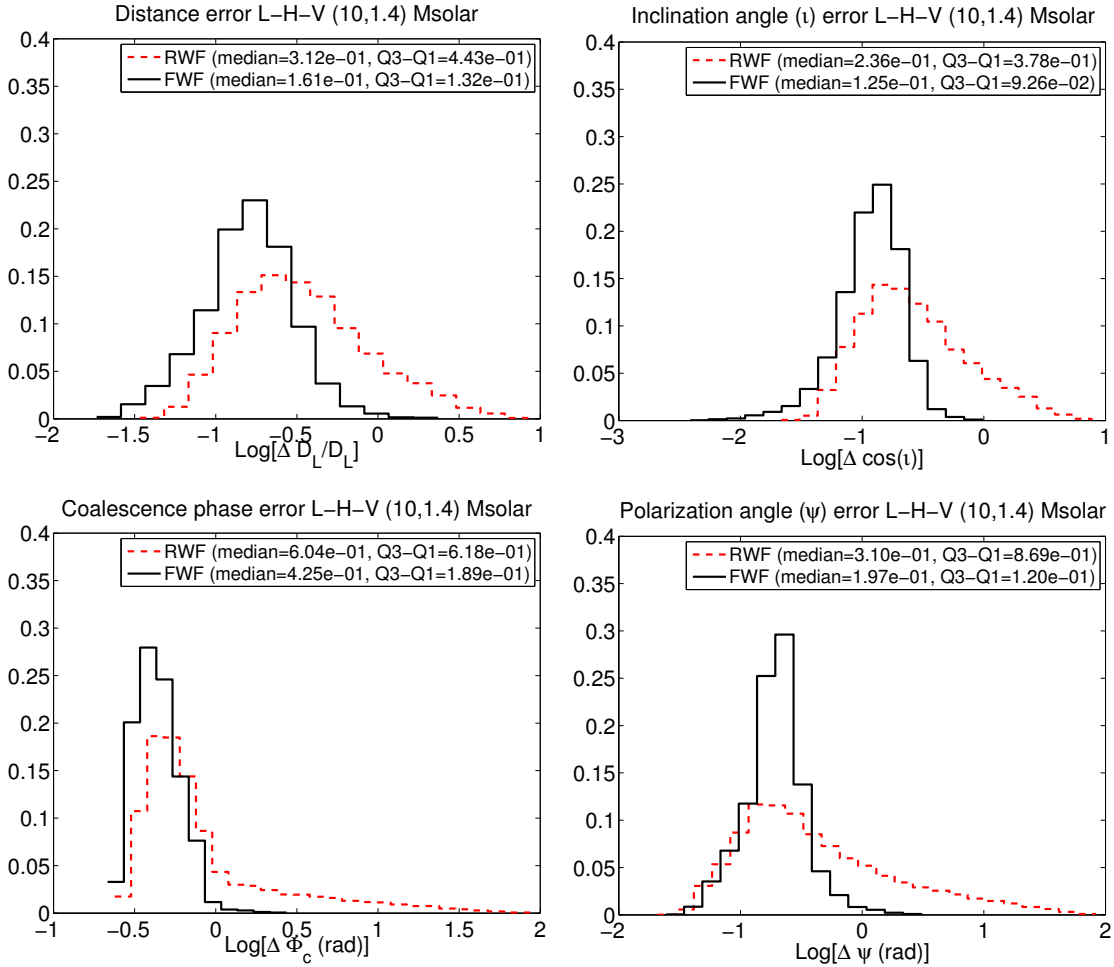 Distance error L−H−V (10,1.4) Msolar
RWF (median=3.12e−01, Q3−Q1=4.43e−01)
FWF (median=1.61e−01, Q3−Q1=1.32e−01)
0.4
0.35
0.3
0.25
0.2
0.15
0.1
0.05
0
−2 −1.5 −1 −0.5 0 0.5 1
Log[Δ D_L/D_L]
Inclination angle (ι) error L−H−V (10,1.4) Msolar
RWF (median=2.36e−01, Q3−Q1=3.78e−01)
FWF (median=1.25e−01, Q3−Q1=9.26e−02)
0.4
0.35
0.3
0.25
0.2
0.15
0.1
0.05
0
−3 −2 −1 0 1
Log[Δ cos(ι)]
Coalescence phase error L−H−V (10,1.4) Msolar
RWF (median=6.04e−01, Q3−Q1=6.18e−01)
FWF (median=4.25e−01, Q3−Q1=1.89e−01)
0.4
0.35
0.3
0.25
0.2
0.15
0.1
0.05
0
−1 −0.5 0 0.5 1 1.5 2
Log[Δ Φ_c (rad)]
Polarization angle (ψ) error L−H−V (10,1.4) Msolar
RWF (median=3.10e−01, Q3−Q1=8.69e−01)
FWF (median=1.97e−01, Q3−Q1=1.20e−01)
0.4
0.35
0.3
0.25
0.2
0.15
0.1
0.05
0
−2 −1 0 1 2
Log[Δ ψ (rad)]